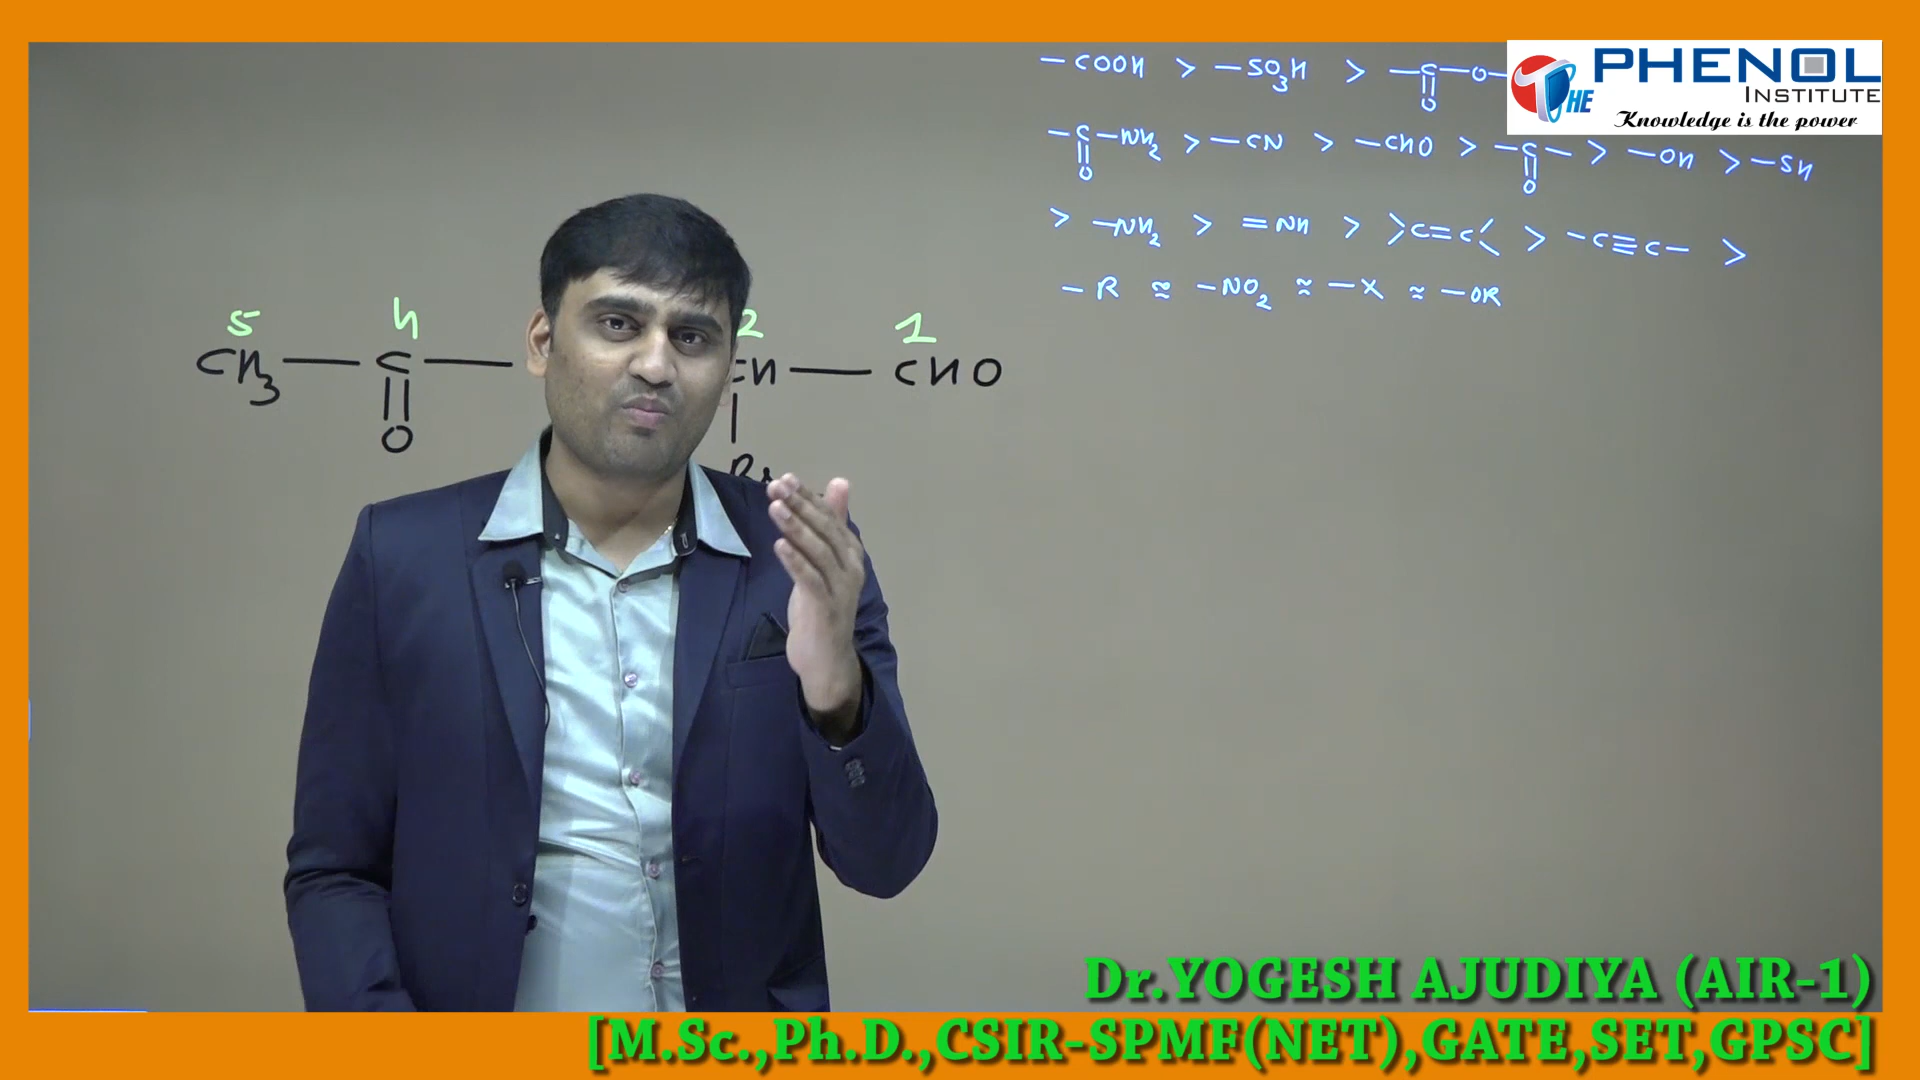 -COOH > -SO3H > -C-O-
O
-C-NH2 > -CN > -CHO > -C- > -OH > -SH
O O
> -NH2 > =NH > >C=C< > -C≡C- >
-R ≈ -NO2 ≈ -X ≈ -OR
THE PHENOL
INSTITUTE
Knowledge is the power
5 4 2 1
CH3 — C — CH — CHO
O
Dr.YOGESH AJUDIYA (AIR-1)
[M.Sc.,Ph.D.,CSIR-SPMF(NET),GATE,SET,GPSC]